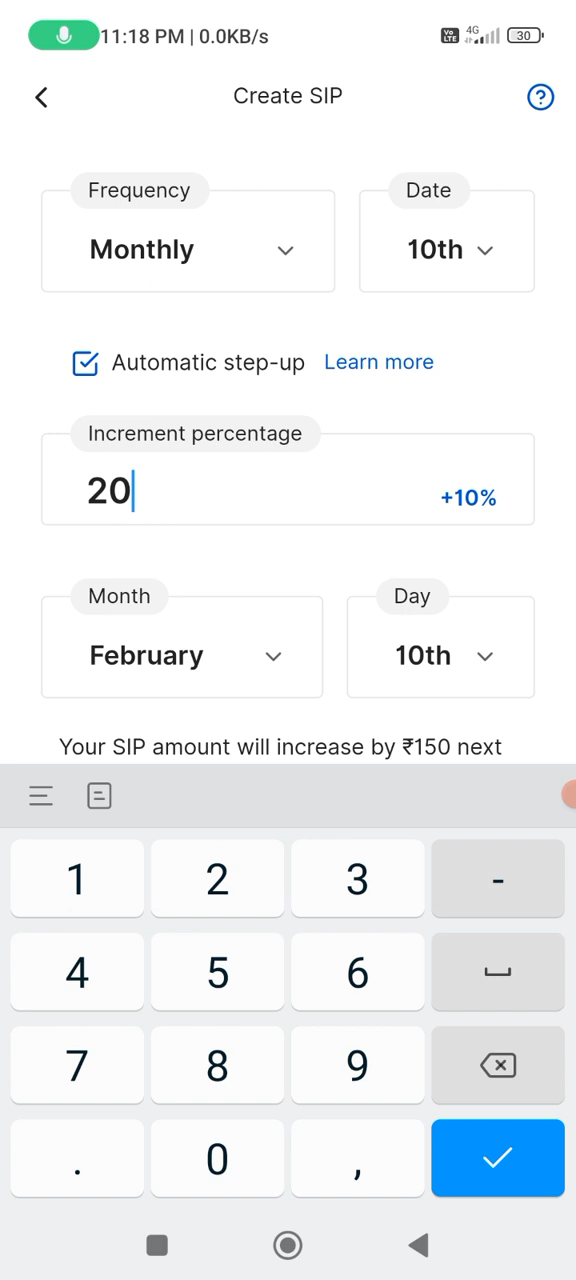 11:18 PM | 0.0KB/s Vo LTE 4G 30
Create SIP ?
Frequency Date
Monthly 10th
Automatic step-up Learn more
Increment percentage
20 +10%
Month Day
February 10th
Your SIP amount will increase by ₹150 next
1 2 3 -
4 5 6
7 8 9
. 0 ,